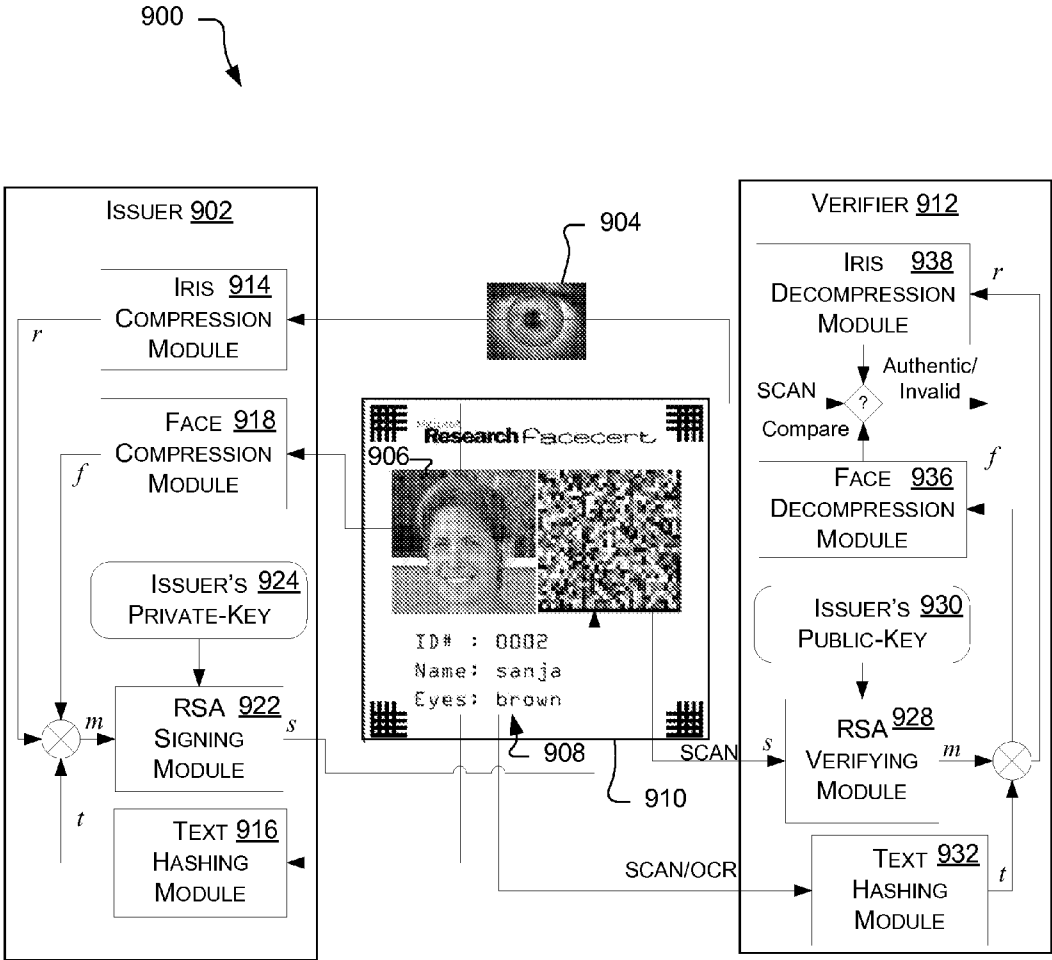 900
ISSUER 902
904
VERIFIER 912
IRIS 914
COMPRESSION
MODULE
r
IRIS 938
DECOMPRESSION
MODULE
r
Authentic/
Invalid
SCAN
?
Compare
FACE 918
COMPRESSION
MODULE
f
Research facecert
906
FACE 936
DECOMPRESSION
MODULE
f
ISSUER'S 924
PRIVATE-KEY
ISSUER'S 930
PUBLIC-KEY
ID# : 0002
Name: sanja
Eyes: brown
908
910
m
RSA 922
SIGNING
MODULE
s
SCAN
s
RSA 928
VERIFYING
MODULE
m
t
TEXT 916
HASHING
MODULE
SCAN/OCR
TEXT 932
HASHING
MODULE
t